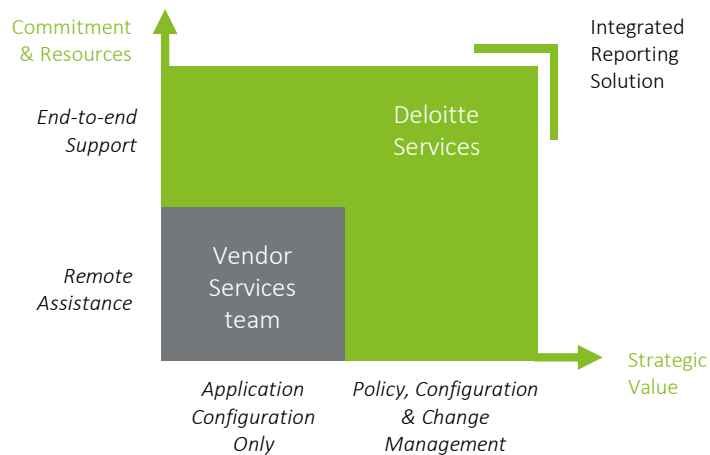 Commitment
& Resources
Integrated
Reporting
Solution
End-to-end
Support
Deloitte
Services
Remote
Assistance
Vendor
Services
team
Strategic
Value
Application
Configuration
Only
Policy, Configuration
& Change
Management